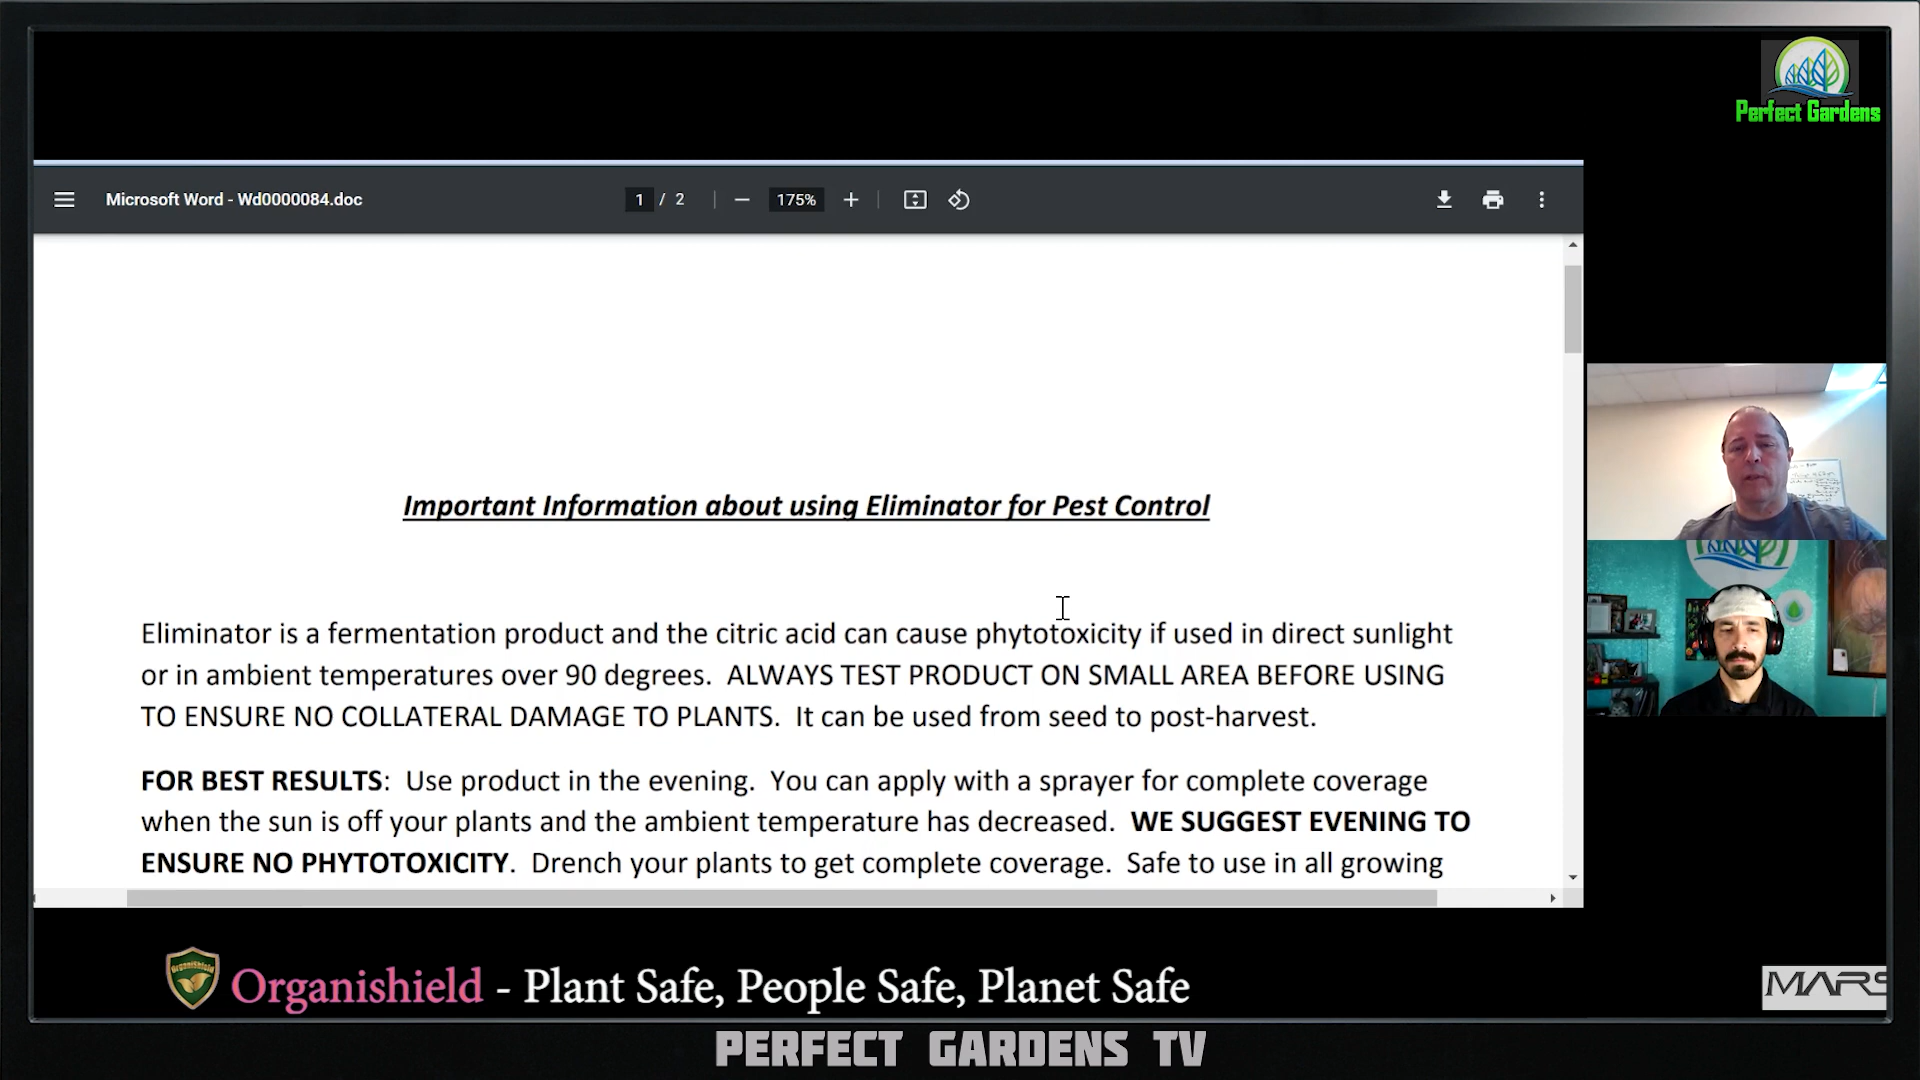 Perfect Gardens
Microsoft Word - Wd0000084.doc
1 / 2
175%
Important Information about using Eliminator for Pest Control
Eliminator is a fermentation product and the citric acid can cause phytotoxicity if used in direct sunlight
or in ambient temperatures over 90 degrees. ALWAYS TEST PRODUCT ON SMALL AREA BEFORE USING
TO ENSURE NO COLLATERAL DAMAGE TO PLANTS. It can be used from seed to post-harvest.
FOR BEST RESULTS: Use product in the evening. You can apply with a sprayer for complete coverage
when the sun is off your plants and the ambient temperature has decreased. WE SUGGEST EVENING TO
ENSURE NO PHYTOTOXICITY. Drench your plants to get complete coverage. Safe to use in all growing
OrganiShield
Organishield - Plant Safe, People Safe, Planet Safe
MARS
PERFECT GARDENS TV